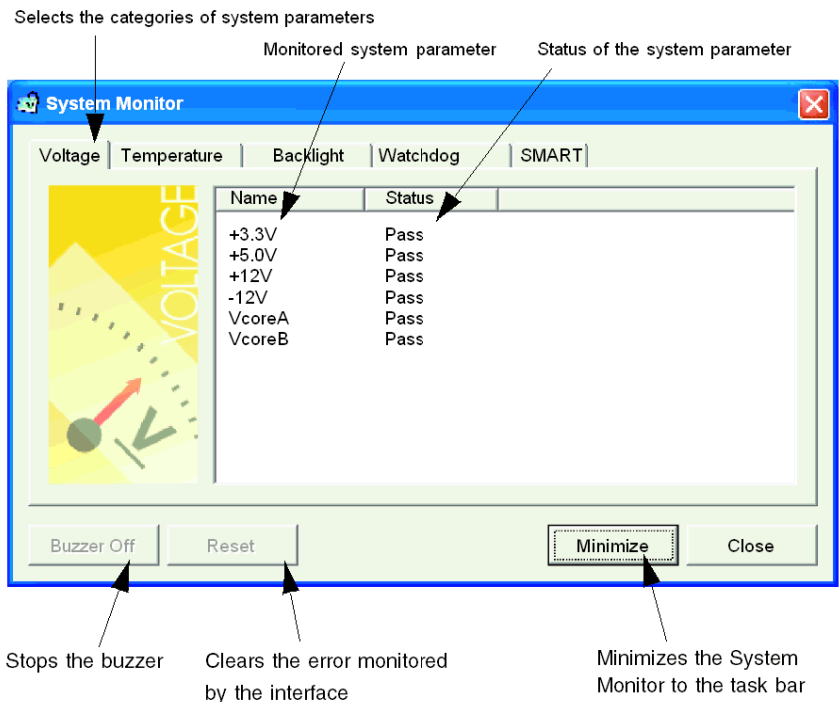 Selects the categories of system parameters
Monitored system parameter
Status of the system parameter
System Monitor
Voltage
Temperature
Backlight
Watchdog
SMART
VOLTAGE
Name Status
+3.3V Pass
+5.0V Pass
+12V Pass
-12V Pass
VcoreA Pass
VcoreB Pass
V
Buzzer Off
Reset
Minimize
Close
Stops the buzzer
Clears the error monitored
by the interface
Minimizes the System
Monitor to the task bar